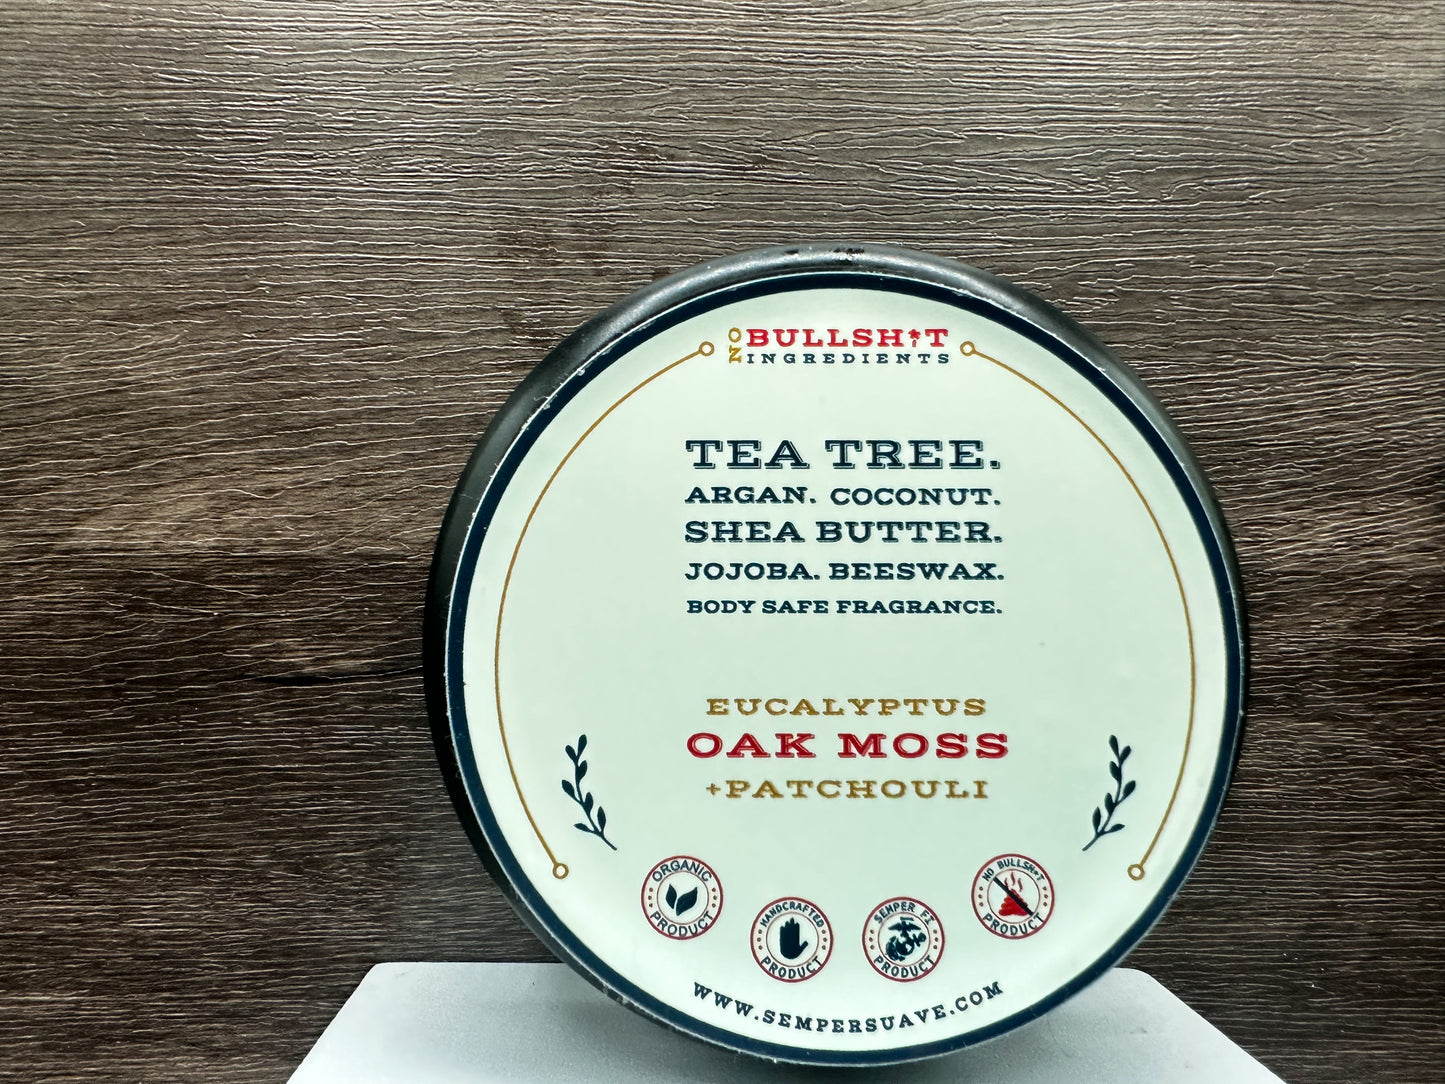 NO BULLSH†T
INGREDIENTS
TEA TREE.
ARGAN. COCONUT.
SHEA BUTTER.
JOJOBA. BEESWAX.
BODY SAFE FRAGRANCE.
EUCALYPTUS
OAK MOSS
+PATCHOULI
ORGANIC PRODUCT
HANDCRAFTED PRODUCT
SEMPER FI PRODUCT
NO BULLSH*T PRODUCT
WWW.SEMPERSUAVE.COM